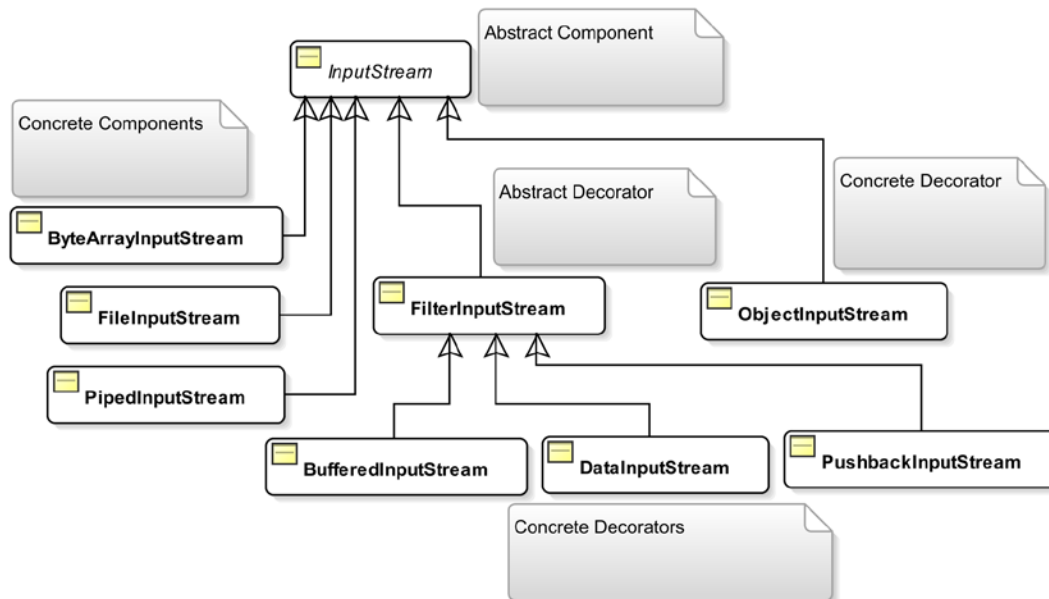 Abstract Component
InputStream
Concrete Components
Abstract Decorator
Concrete Decorator
ByteArrayInputStream
FileInputStream
FilterInputStream
ObjectInputStream
PipedInputStream
BufferedInputStream
DataInputStream
PushbackInputStream
Concrete Decorators